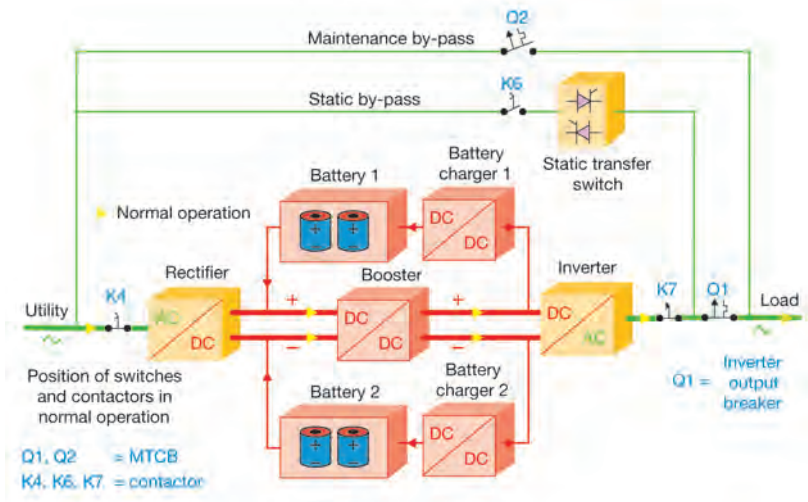 Q2
Maintenance by-pass
K6
Static by-pass
Static transfer
switch
Battery 1
Battery
charger 1
Normal operation
+ +
- -
DC
DC
Rectifier
Booster
Inverter
Utility
K4
K7
Q1
Load
AC
DC
+
-
DC
DC
+
-
DC
AC
Position of switches
and contactors in
normal operation
Battery 2
Battery
charger 2
+ +
- -
DC
DC
Q1 = Inverter
output
breaker
Q1, Q2 = MTCB
K4, K6, K7 = contactor